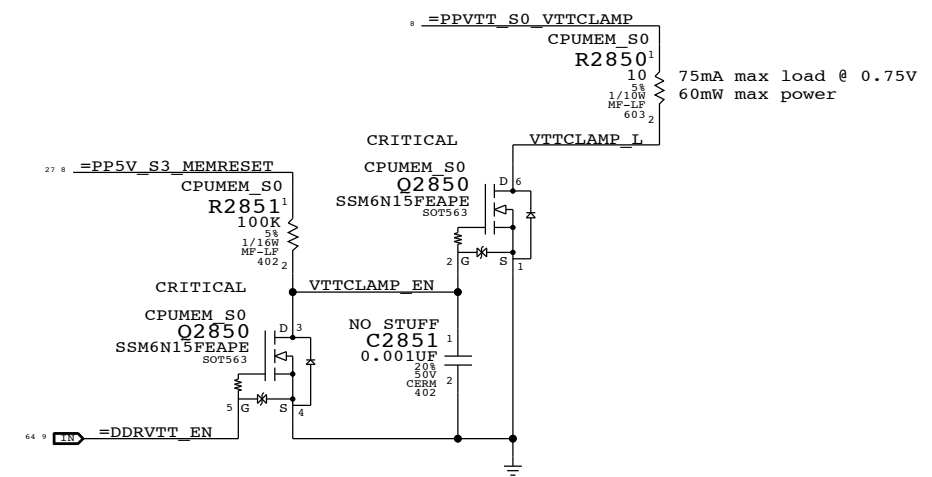 8 =PPVTT_S0_VTTCLAMP
CPUMEM_S0
R2850 1
10
5%
1/10W
MF-LF
603 2
75mA max load @ 0.75V
60mW max power
VTTCLAMP_L
CRITICAL
CPUMEM_S0
Q2850
SSM6N15FEAPE
SOT563
D 6
2 G S 1
27 8 =PP5V_S3_MEMRESET
CPUMEM_S0
R2851 1
100K
5%
1/16W
MF-LF
402 2
VTTCLAMP_EN
CRITICAL
CPUMEM_S0
Q2850
SSM6N15FEAPE
SOT563
D 3
5 G S 4
NO STUFF
C2851 1
0.001UF
20%
50V
CERM
402
2
64 9 IN =DDRVTT_EN